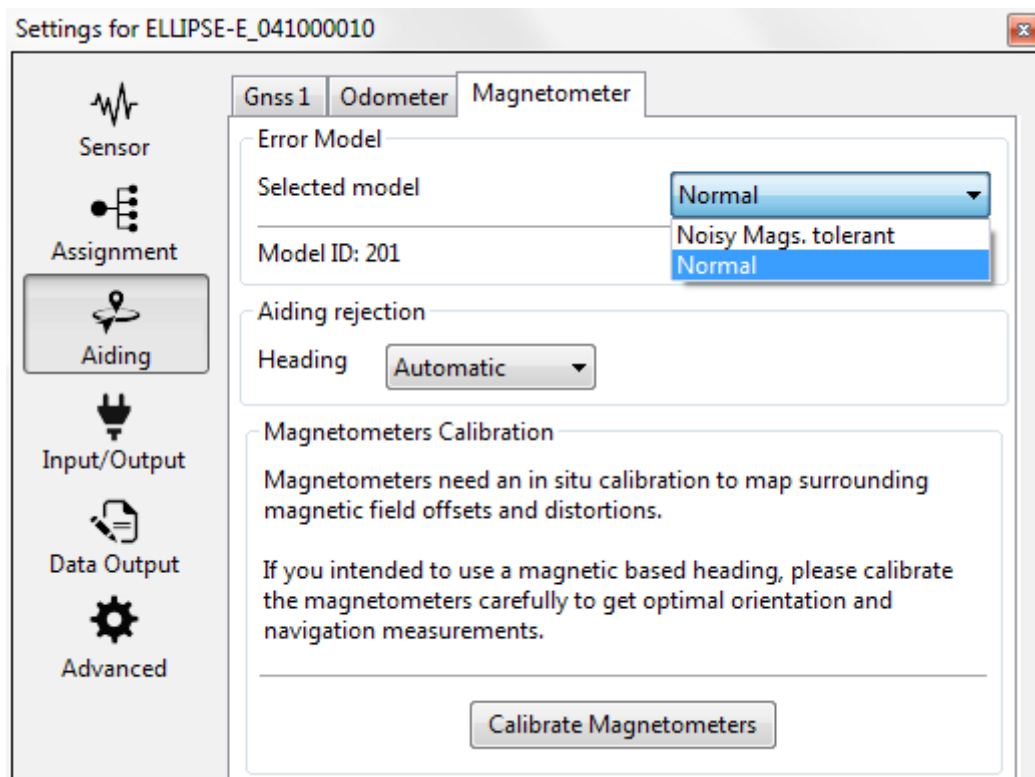 Settings for ELLIPSE-E_041000010
Sensor
Assignment
Aiding
Input/Output
Data Output
Advanced
Gnss 1
Odometer
Magnetometer
Error Model
Selected model
Normal
Noisy Mags. tolerant
Normal
Model ID: 201
Aiding rejection
Heading
Automatic
Magnetometers Calibration
Magnetometers need an in situ calibration to map surrounding
magnetic field offsets and distortions.
If you intended to use a magnetic based heading, please calibrate
the magnetometers carefully to get optimal orientation and
navigation measurements.
Calibrate Magnetometers